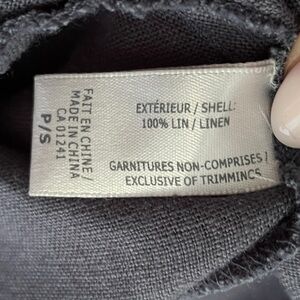 EXTÉRIEUR / SHELL:
100% LIN / LINEN
GARNITURES NON-COMPRISES /
EXCLUSIVE OF TRIMMINGS
FAIT EN CHINE /
MADE IN CHINA
CA 01241
P/S